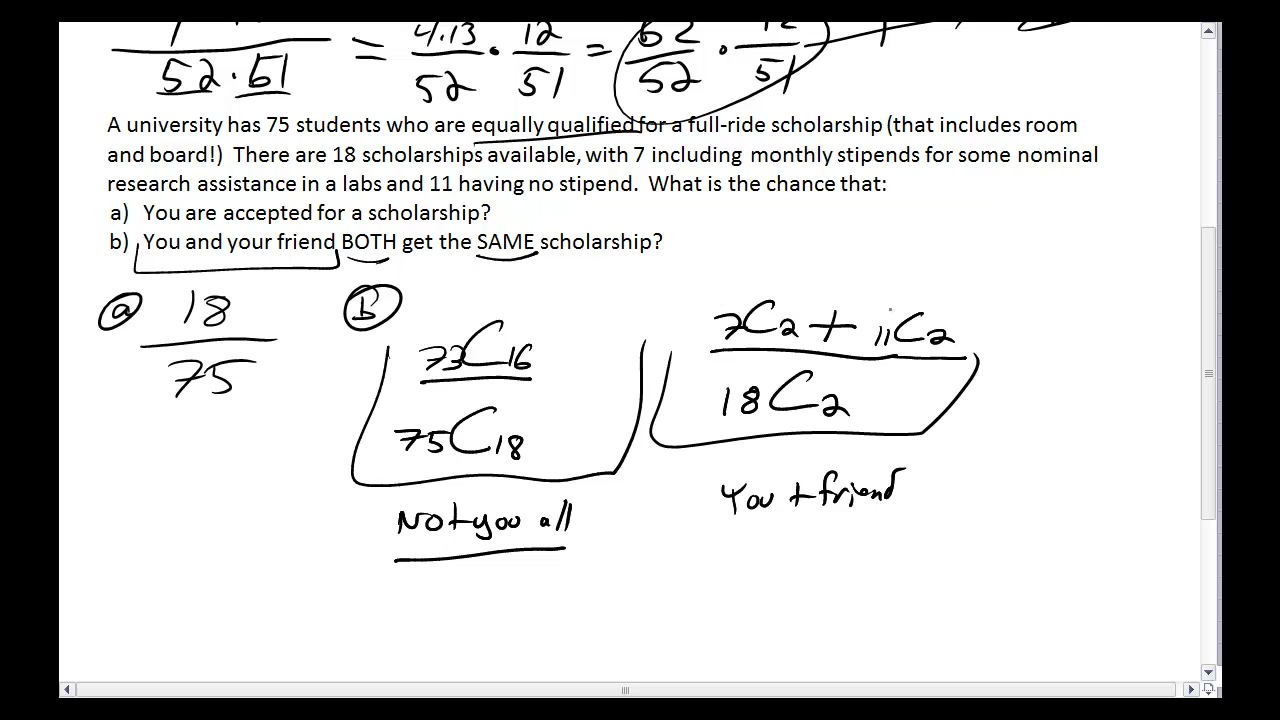 52 · 51 = 4·13 / 52 · 12 / 51 = 52 / 52 · 12 / 51
A university has 75 students who are equally qualified for a full-ride scholarship (that includes room
and board!) There are 18 scholarships available, with 7 including monthly stipends for some nominal
research assistance in a labs and 11 having no stipend. What is the chance that:
a) You are accepted for a scholarship?
b) You and your friend BOTH get the SAME scholarship?
a 18 / 75
B 73C16 / 75C18
7C2 + 11C2 / 18C2
Not you all
You + friend